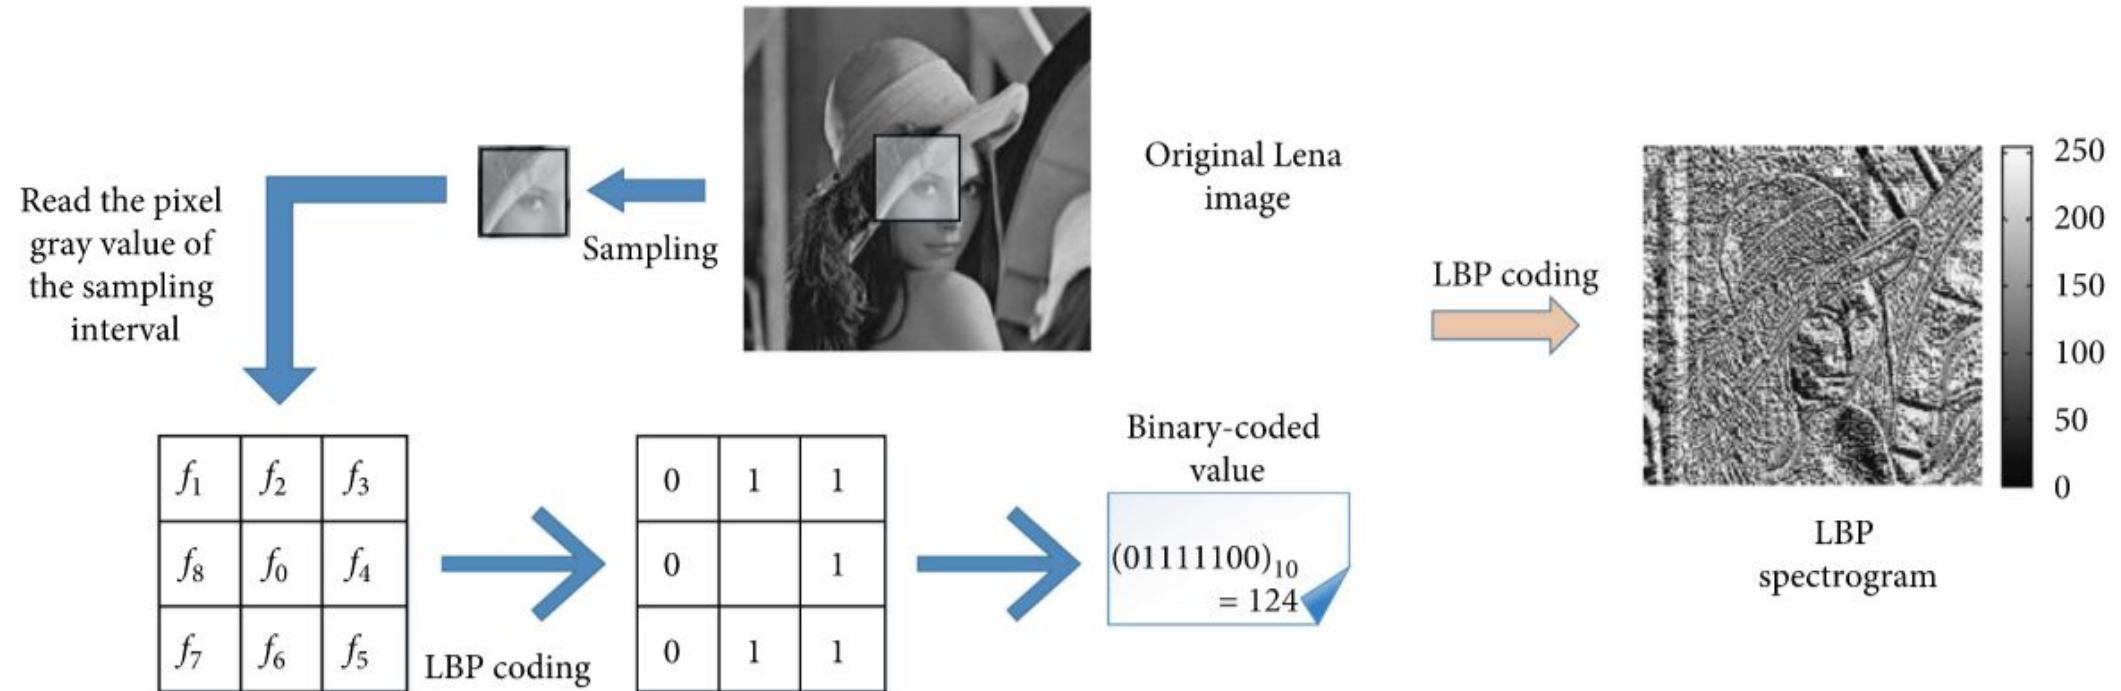 Original Lena
image
Read the pixel
gray value of
the sampling
interval
Sampling
LBP coding
250
200
150
100
50
0
LBP
spectrogram
f1 f2 f3
f8 f0 f4
f7 f6 f5
LBP coding
0 1 1
0 1
0 1 1
Binary-coded
value
(01111100)10
= 124